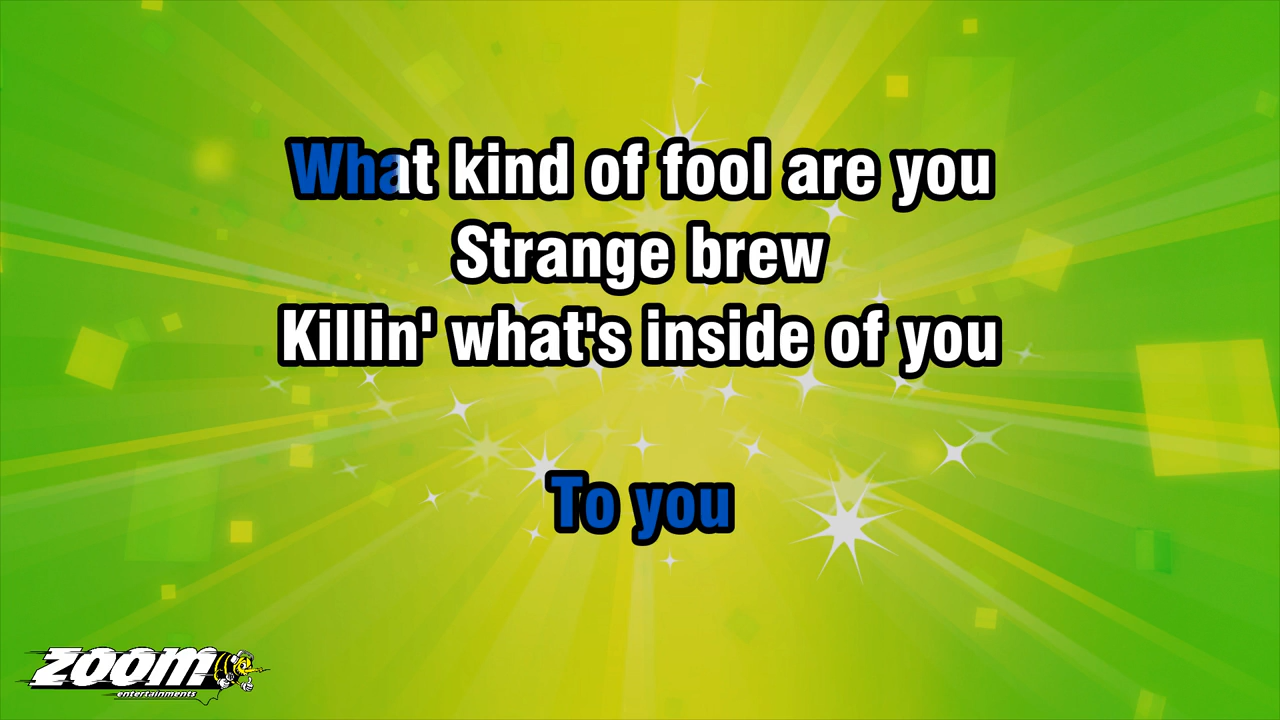 What kind of fool are you
Strange brew
Killin' what's inside of you
To you
ZOOM
entertainments